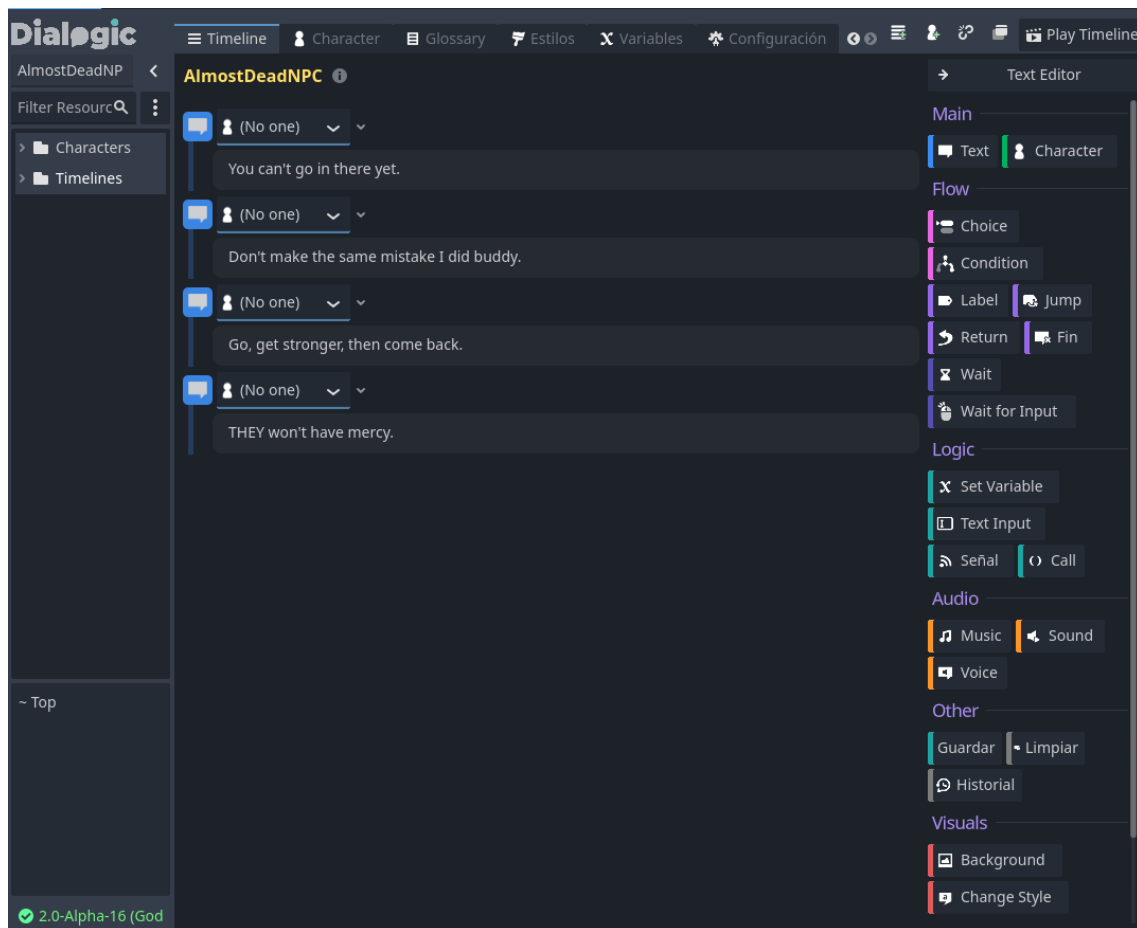 Dialogic
Timeline Character Glossary Estilos Variables Configuración Play Timeline
AlmostDeadNP
Filter Resourc
Characters
Timelines
~ Top
2.0-Alpha-16 (God
AlmostDeadNPC
(No one)
You can't go in there yet.
(No one)
Don't make the same mistake I did buddy.
(No one)
Go, get stronger, then come back.
(No one)
THEY won't have mercy.
Text Editor
Main
Text Character
Flow
Choice
Condition
Label Jump
Return Fin
Wait
Wait for Input
Logic
Set Variable
Text Input
Señal Call
Audio
Music Sound
Voice
Other
Guardar Limpiar
Historial
Visuals
Background
Change Style